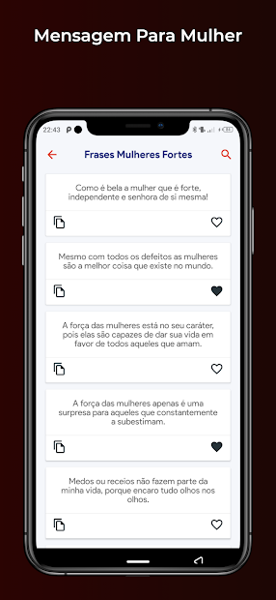 Mensagem Para Mulher
22:43
Frases Mulheres Fortes
Como é bela a mulher que é forte,
independente e senhora de si mesma!
Mesmo com todos os defeitos as mulheres
são a melhor coisa que existe no mundo.
A força das mulheres está no seu caráter,
pois elas são capazes de dar sua vida em
favor de todos aqueles que amam.
A força das mulheres apenas é uma
surpresa para aqueles que constantemente
a subestimam.
Medos ou receios não fazem parte da
minha vida, porque encaro tudo olhos nos
olhos.